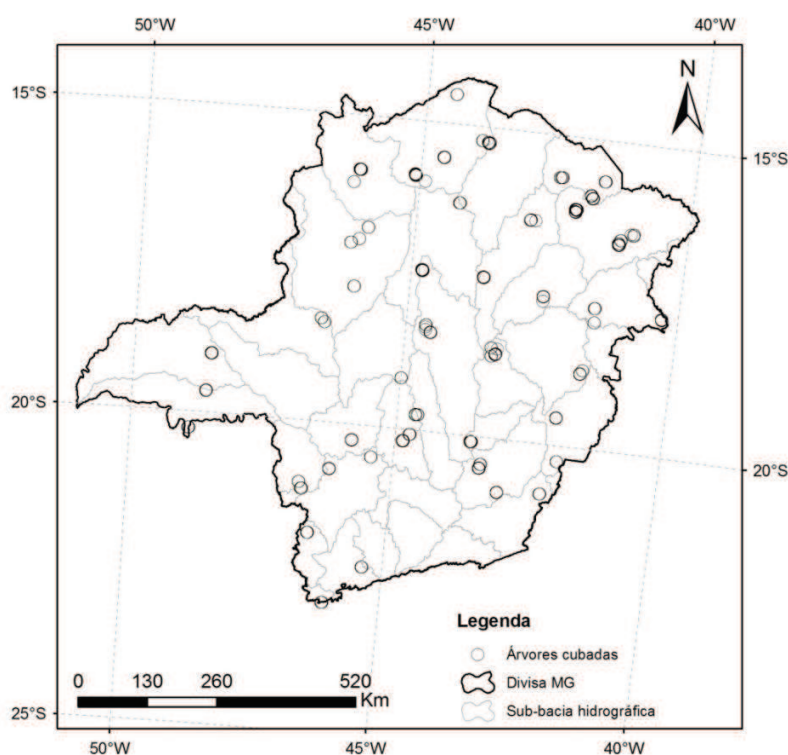 50°W 45°W 40°W
15°S
N
15°S
20°S
20°S
Legenda
Árvores cubadas
Divisa MG
Sub-bacia hidrográfica
0 130 260 520
Km
25°S
50°W 45°W 40°W